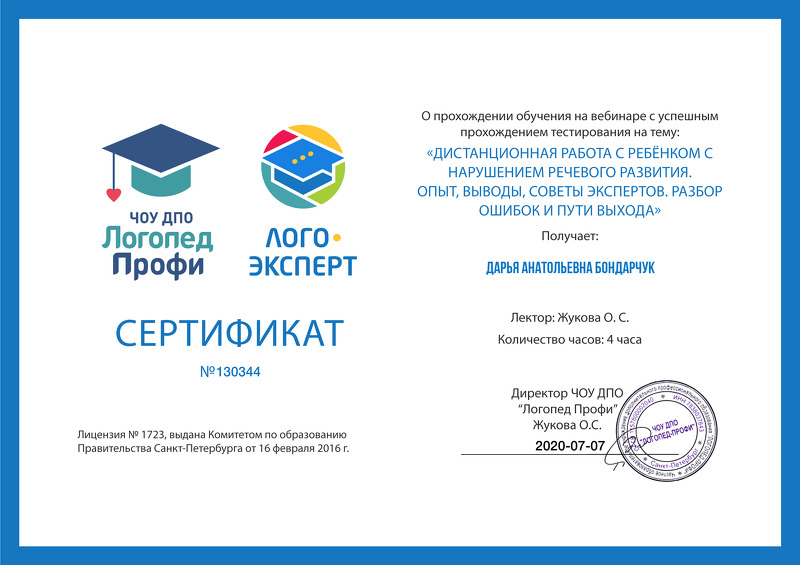 ЧОУ ДПО
Логопед
Профи
ЛОГО
ЭКСПЕРТ
СЕРТИФИКАТ
№130344
Лицензия № 1723, выдана Комитетом по образованию
Правительства Санкт-Петербурга от 16 февраля 2016 г.
О прохождении обучения на вебинаре с успешным
прохождением тестирования на тему:
«ДИСТАНЦИОННАЯ РАБОТА С РЕБЁНКОМ С
НАРУШЕНИЕМ РЕЧЕВОГО РАЗВИТИЯ.
ОПЫТ, ВЫВОДЫ, СОВЕТЫ ЭКСПЕРТОВ. РАЗБОР
ОШИБОК И ПУТИ ВЫХОДА»
Получает:
ДАРЬЯ АНАТОЛЬЕВНА БОНДАРЧУК
Лектор: Жукова О. С.
Количество часов: 4 часа
Директор ЧОУ ДПО
"Логопед Профи"
Жукова О.С.
2020-07-07
ЧОУ ДПО
"ЛОГОПЕД-ПРОФИ"
Санкт-Петербург